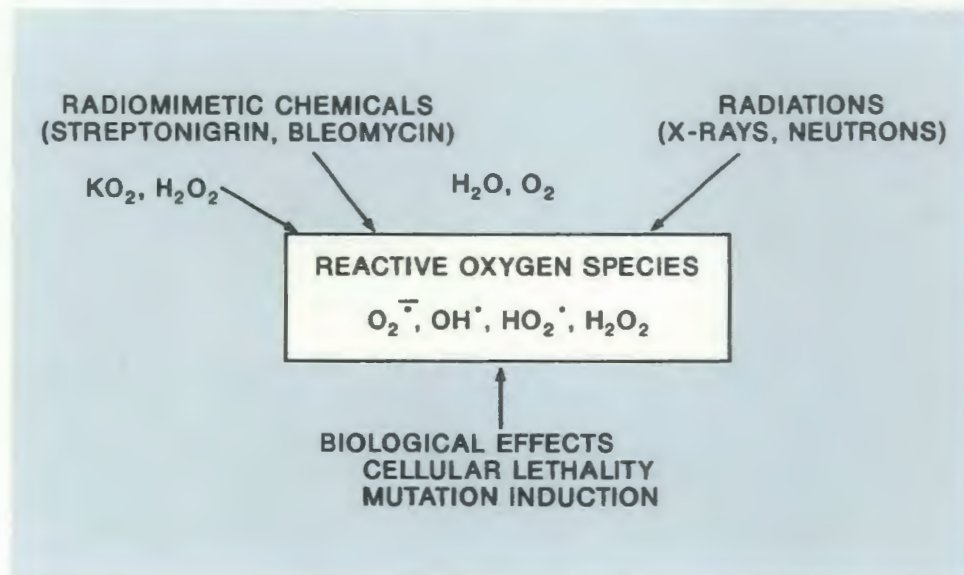 RADIOMIMETIC CHEMICALS
(STREPTONIGRIN, BLEOMYCIN)
RADIATIONS
(X-RAYS, NEUTRONS)
KO₂, H₂O₂
H₂O, O₂
REACTIVE OXYGEN SPECIES
O₂⁻•, OH•, HO₂•, H₂O₂
BIOLOGICAL EFFECTS
CELLULAR LETHALITY
MUTATION INDUCTION